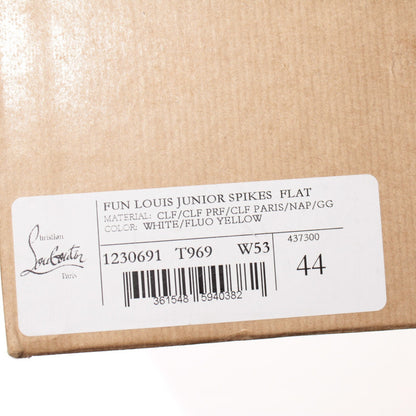 FUN LOUIS JUNIOR SPIKES FLAT
MATERIAL: CLF/CLF PRF/CLF PARIS/NAP/GG
COLOR: WHITE/FLUO YELLOW
Christian
Louboutin
Paris
1230691 T969 W53
437300
44
361548 5940382